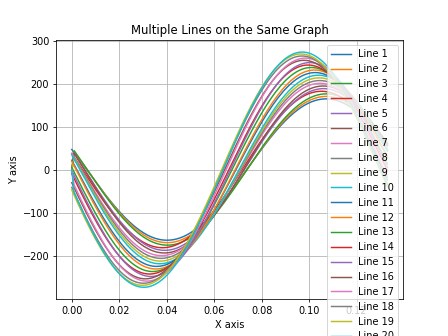 Multiple Lines on the Same Graph
300
200
100
0
−100
−200
Y axis
0.00
0.02
0.04
0.06
0.08
0.10
X axis
Line 1
Line 2
Line 3
Line 4
Line 5
Line 6
Line 7
Line 8
Line 9
Line 10
Line 11
Line 12
Line 13
Line 14
Line 15
Line 16
Line 17
Line 18
Line 19
Line 20